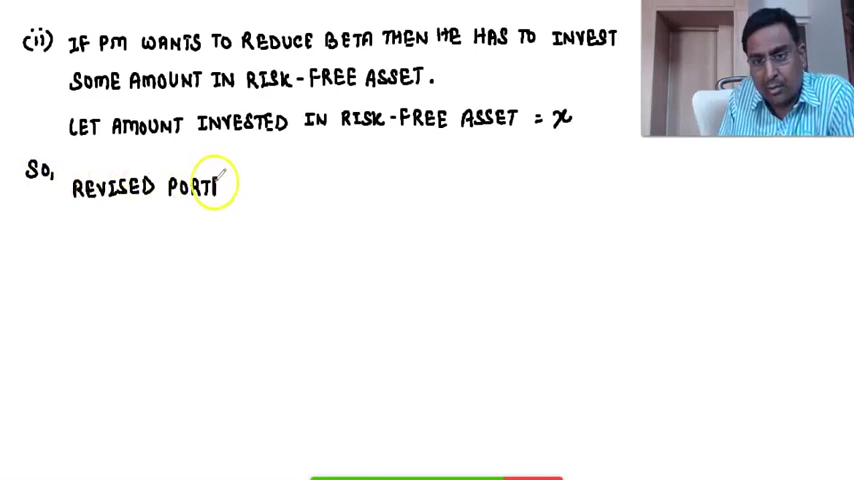 (ii) IF PM WANTS TO REDUCE BETA THEN HE HAS TO INVEST
SOME AMOUNT IN RISK-FREE ASSET.
LET AMOUNT INVESTED IN RISK-FREE ASSET = x
So,
REVISED PORTF